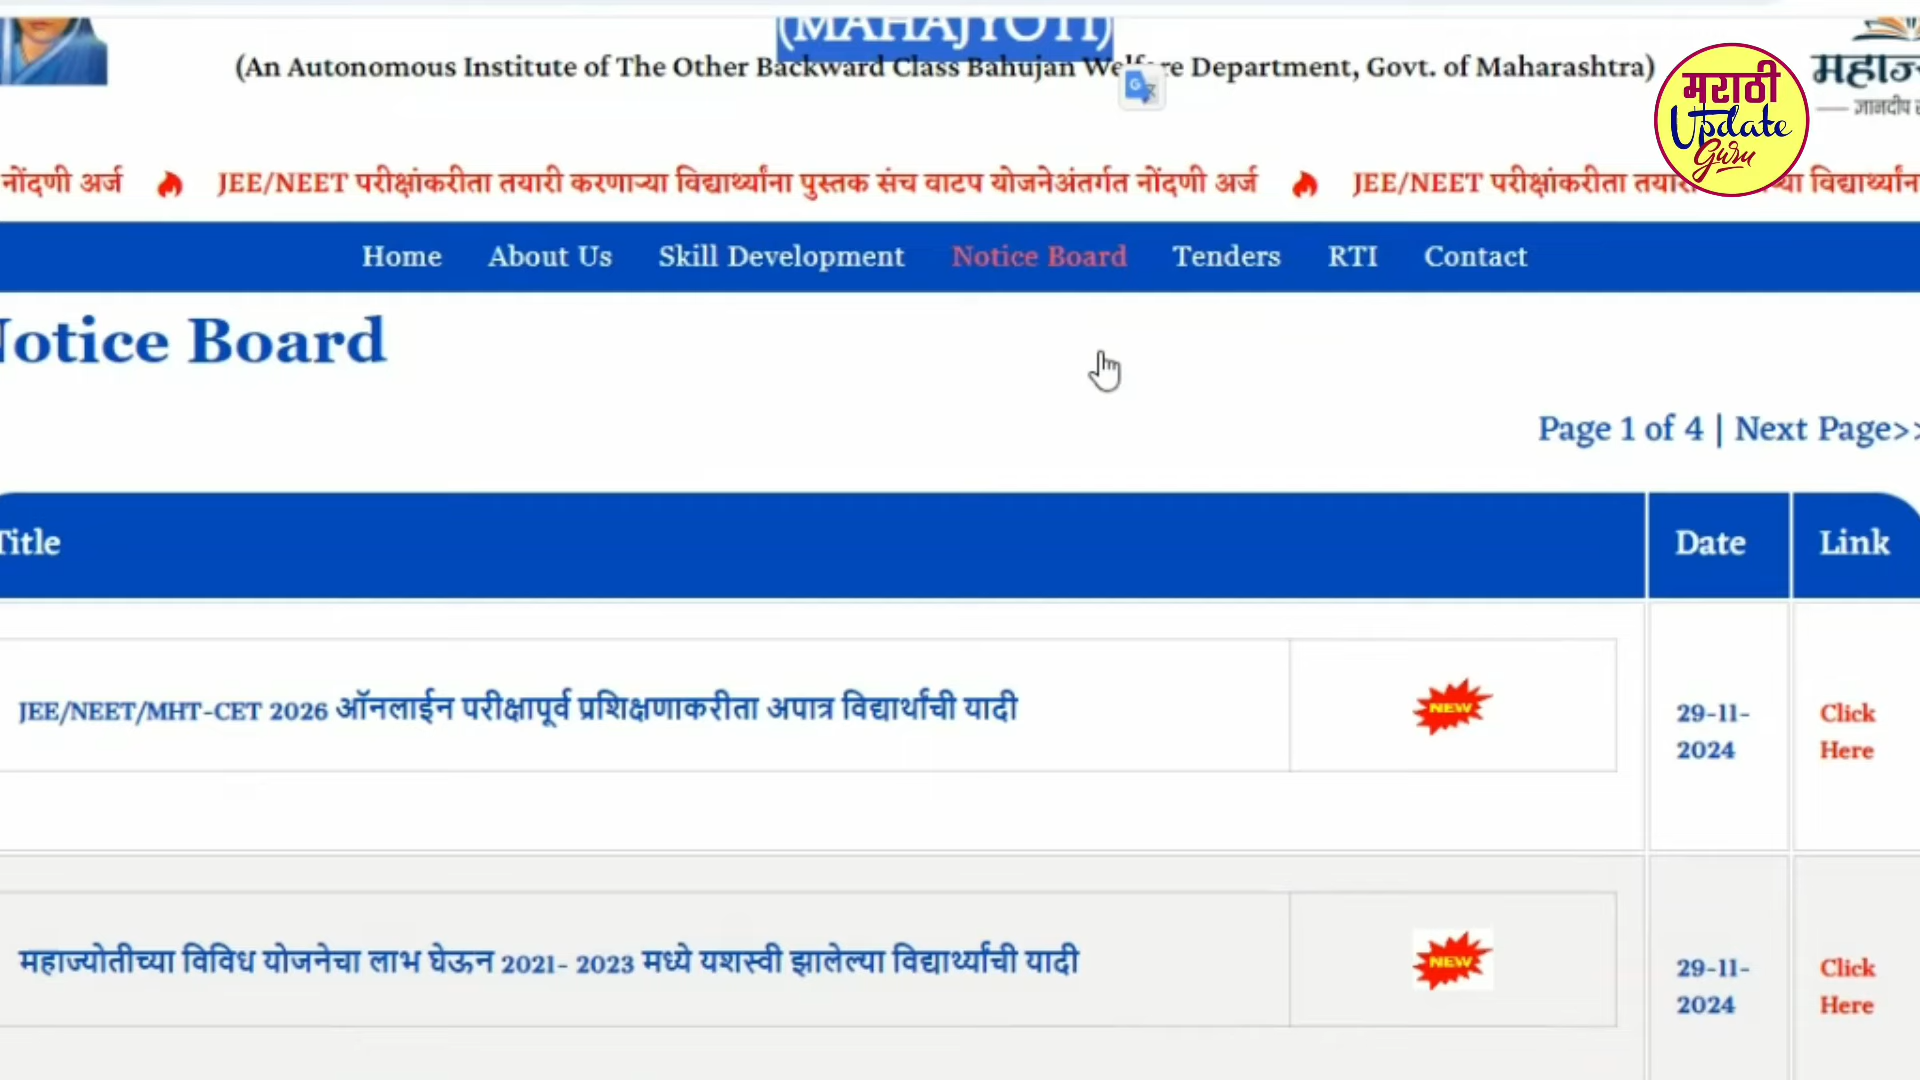 (MAHAJYOTI)
(An Autonomous Institute of The Other Backward Class Bahujan Welfare Department, Govt. of Maharashtra)
मराठी
Update
Guru
नोंदणी अर्ज JEE/NEET परीक्षांकरीता तयारी करणाऱ्या विद्यार्थ्यांना पुस्तक संच वाटप योजनेअंतर्गत नोंदणी अर्ज JEE/NEET परीक्षांकरीता
Home About Us Skill Development Notice Board Tenders RTI Contact
Notice Board
Page 1 of 4 | Next Page>>
Title Date Link
JEE/NEET/MHT-CET 2026 ऑनलाईन परीक्षापूर्व प्रशिक्षणाकरीता अपात्र विद्यार्थांची यादी NEW 29-11-
2024
Click
Here
महाज्योतीच्या विविध योजनेचा लाभ घेऊन 2021- 2023 मध्ये यशस्वी झालेल्या विद्यार्थ्यांची यादी NEW 29-11-
2024
Click
Here